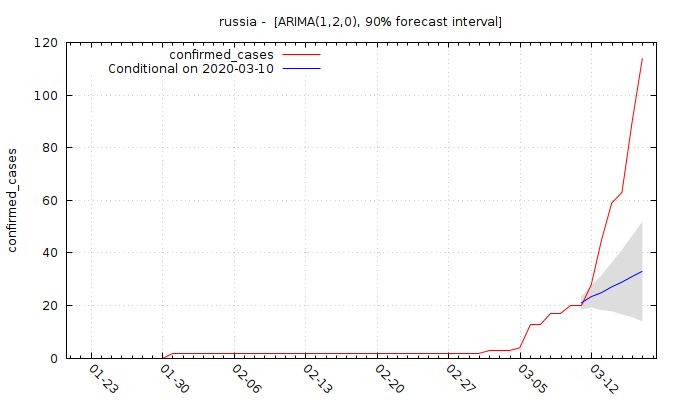 russia -  [ARIMA(1,2,0), 90% forecast interval]
confirmed_cases
Conditional on 2020-03-10
120
100
80
60
40
20
0
confirmed_cases
01-23 01-30 02-06 02-13 02-20 02-27 03-05 03-12